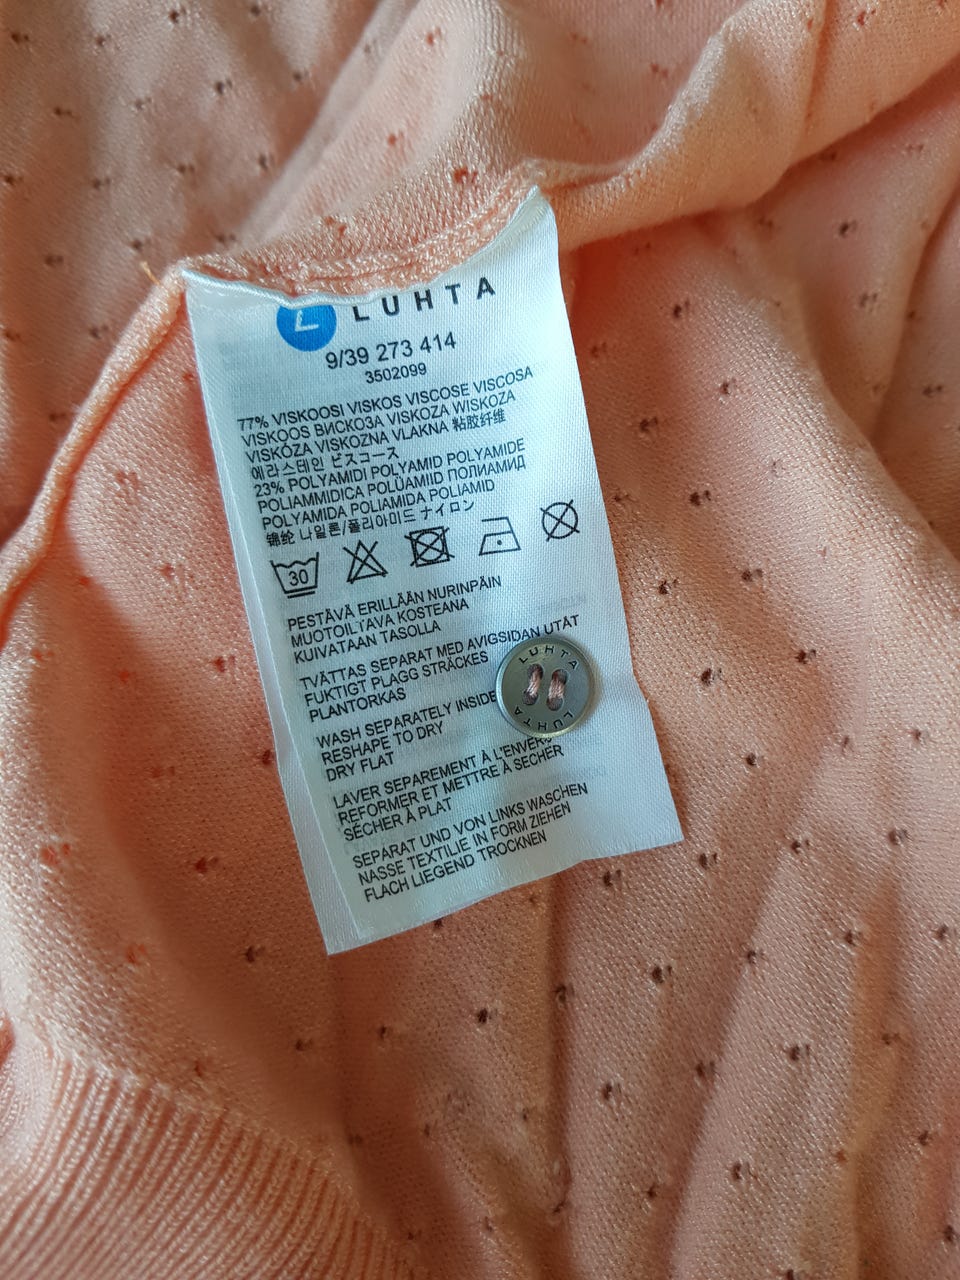 L LUHTA
9/39 273 414
3502099
77% VISKOOSI VISKOS VISCOSE VISCOSA
VISKOOS ВИСКОЗА VISKOZA WISKOZA
VISKÓZA VISKOZNA VLAKNA 粘胶纤维
에라스테인 ビスコース
23% POLYAMIDI POLYAMID POLYAMIDE
POLIAMMIDICA POLÜAMIID ПОЛИАМИД
POLYAMIDA POLIAMIDA POLIAMID
锦纶 나일론/폴리아미드 ナイロン
30
PESTÄVÄ ERILLÄÄN NURINPÄIN
MUOTOILTAVA KOSTEANA
KUIVATAAN TASOLLA
TVÄTTAS SEPARAT MED AVIGSIDAN UTÅT
FUKTIGT PLAGG STRÄCKES
PLANTORKAS
WASH SEPARATELY INSIDE
RESHAPE TO DRY
DRY FLAT
LAVER SEPAREMENT À L'ENVERS
REFORMER ET METTRE À SECHER
SÉCHER À PLAT
SEPARAT UND VON LINKS WASCHEN
NASSE TEXTILIE IN FORM ZIEHEN
FLACH LIEGEND TROCKNEN
LUHTA
LUHTA